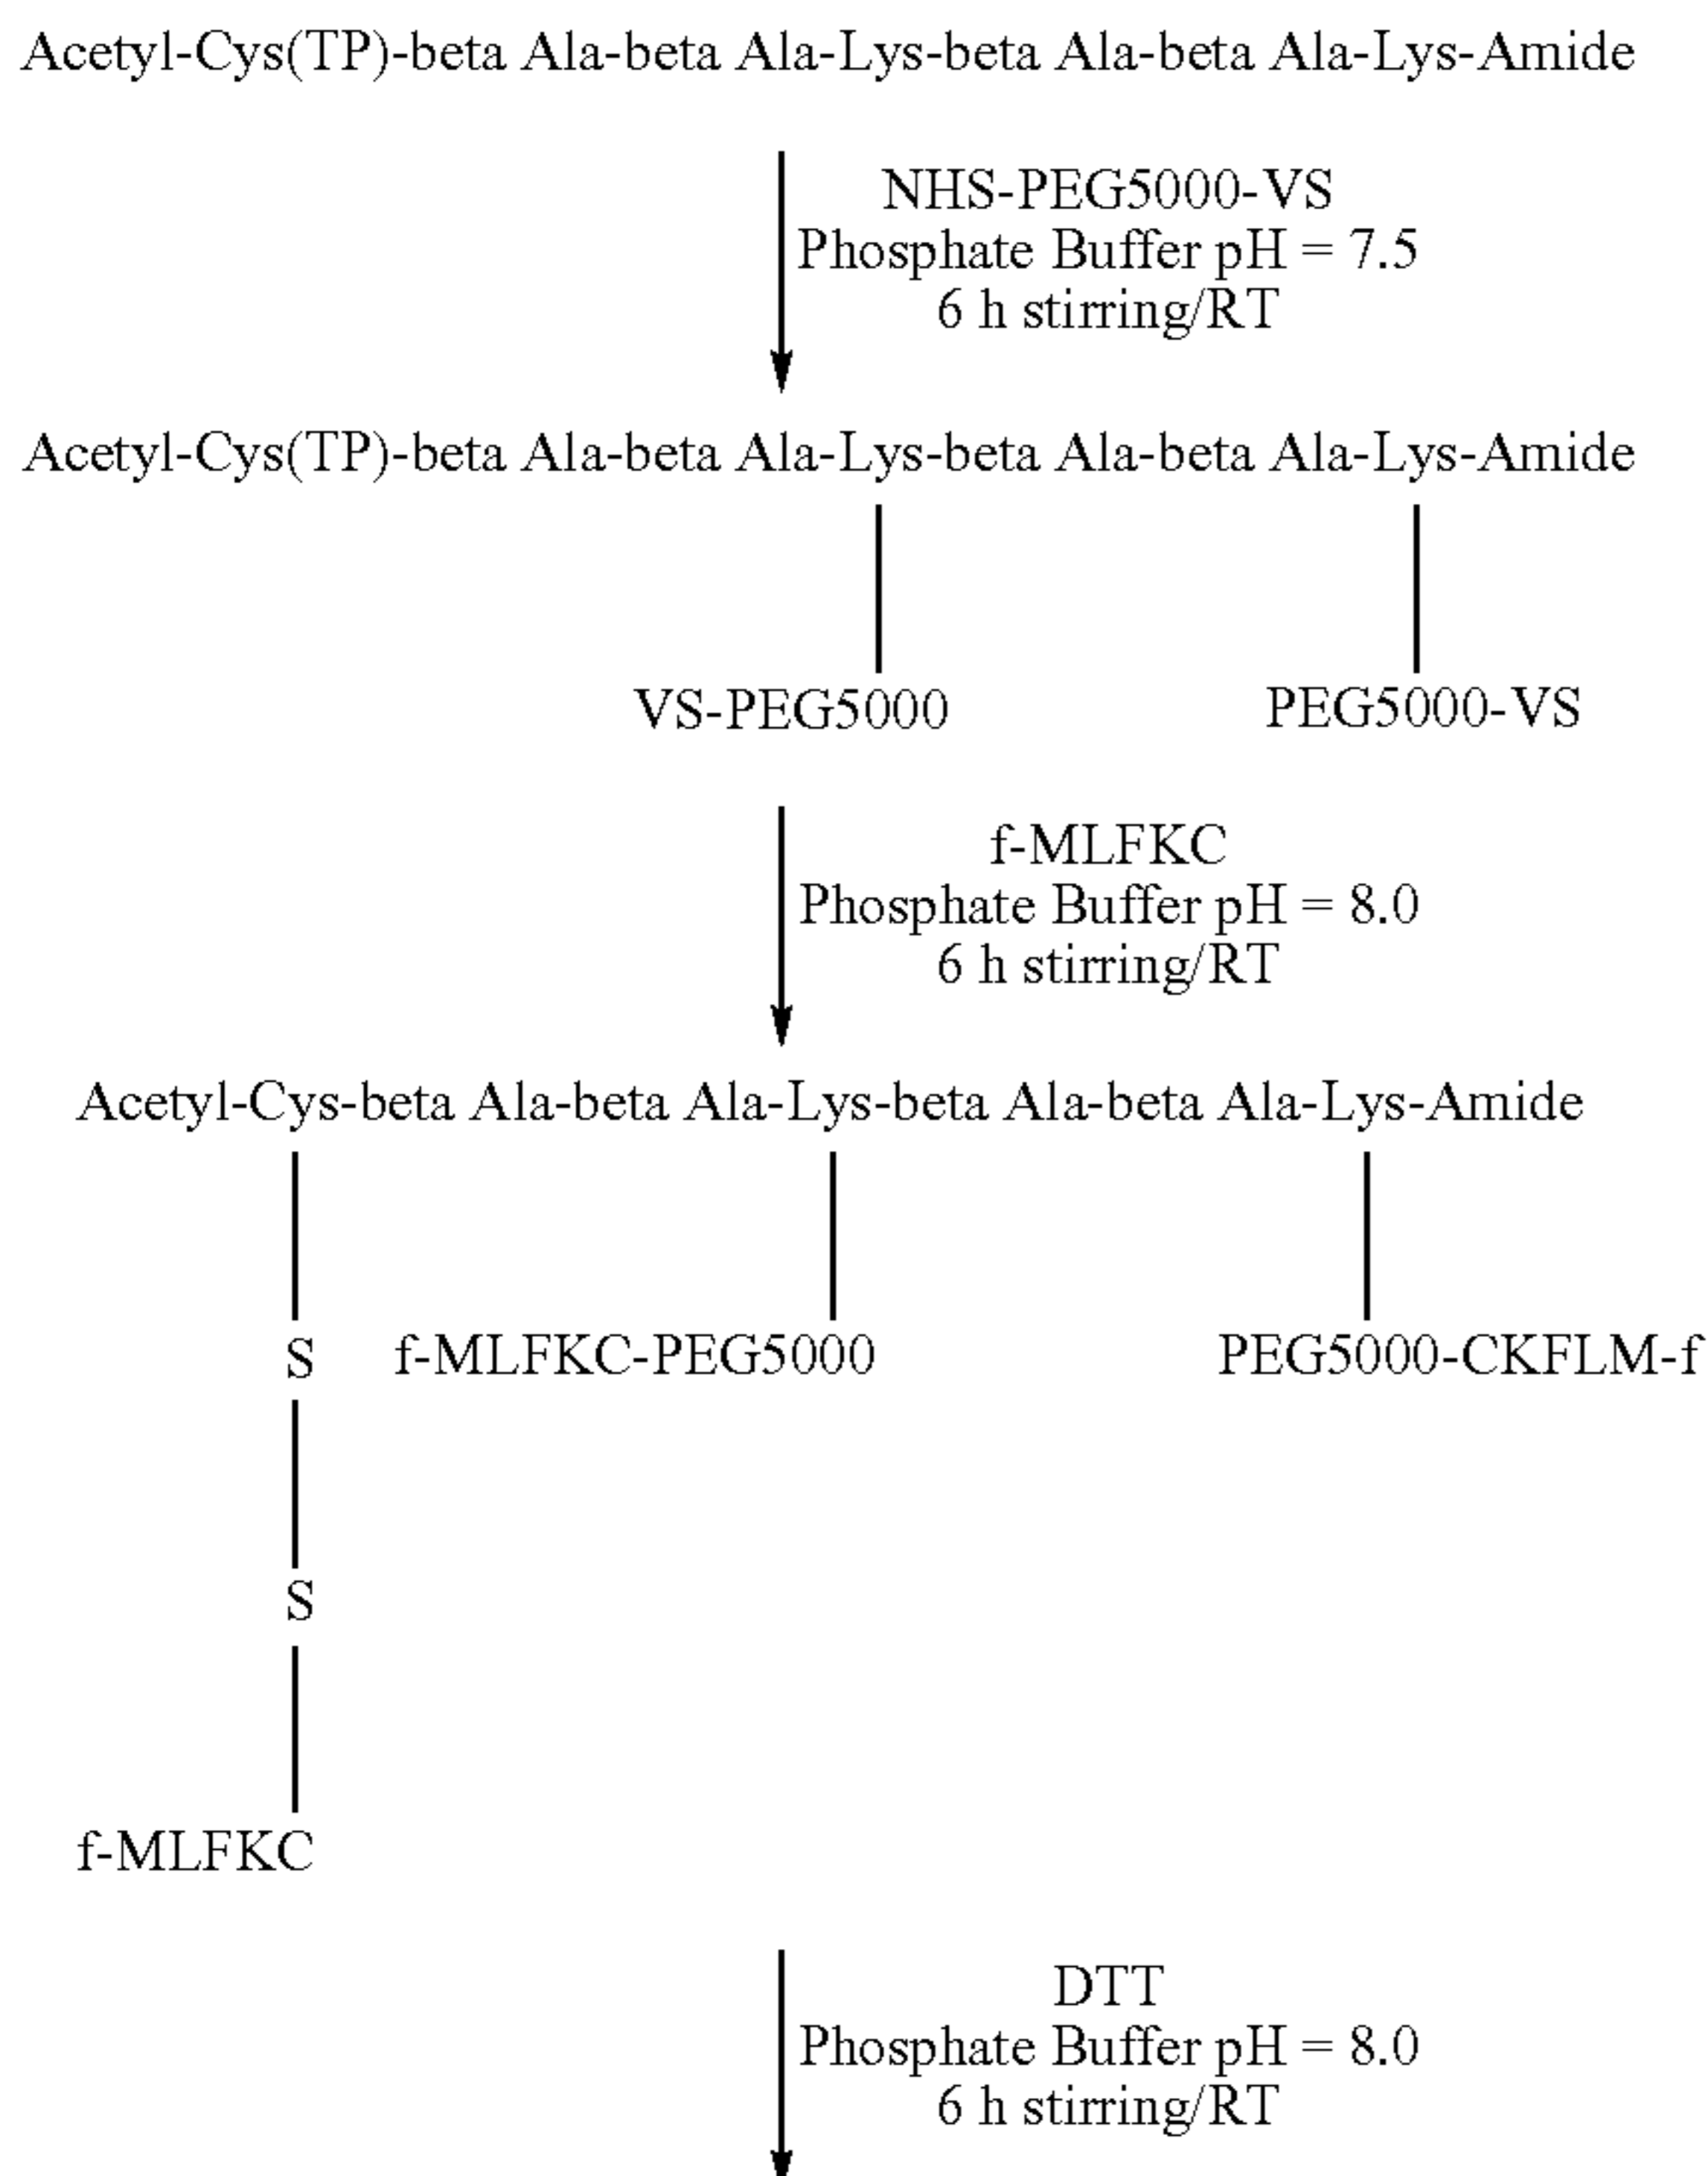 Acetyl-Cys(TP)-beta Ala-beta Ala-Lys-beta Ala-beta Ala-Lys-Amide
NHS-PEG5000-VS
Phosphate Buffer pH = 7.5
6 h stirring/RT
Acetyl-Cys(TP)-beta Ala-beta Ala-Lys-beta Ala-beta Ala-Lys-Amide
VS-PEG5000 PEG5000-VS
f-MLFKC
Phosphate Buffer pH = 8.0
6 h stirring/RT
Acetyl-Cys-beta Ala-beta Ala-Lys-beta Ala-beta Ala-Lys-Amide
S f-MLFKC-PEG5000 PEG5000-CKFLM-f
S
f-MLFKC
DTT
Phosphate Buffer pH = 8.0
6 h stirring/RT